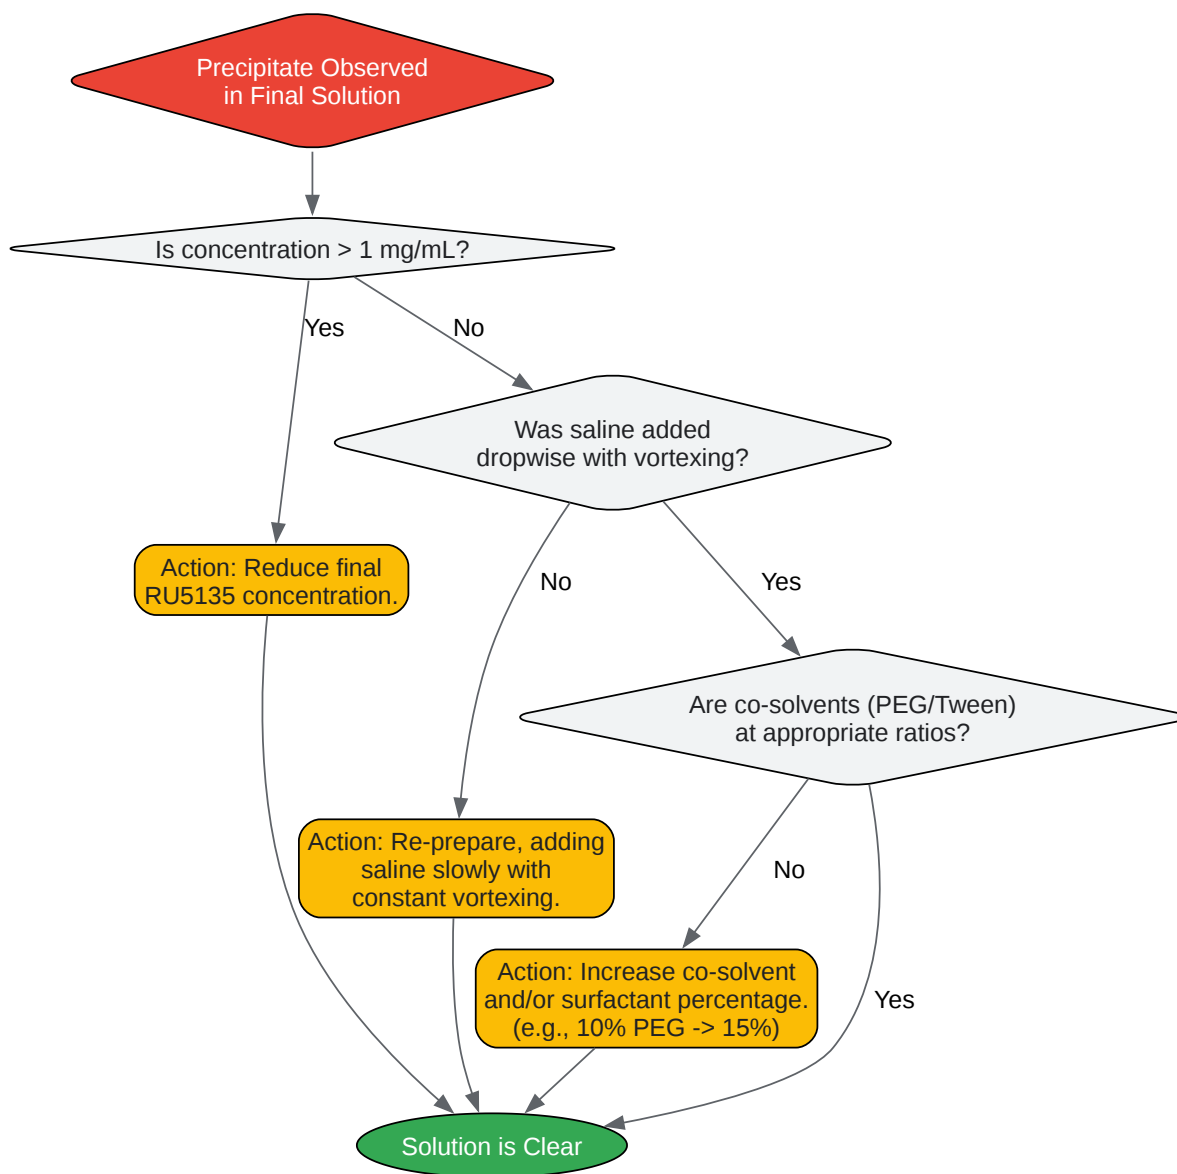 Precipitate Observed
in Final Solution
Is concentration > 1 mg/mL?
Yes
No
Was saline added
dropwise with vortexing?
Action: Reduce final
RU5135 concentration.
No
Yes
Are co-solvents (PEG/Tween)
at appropriate ratios?
Action: Re-prepare, adding
saline slowly with
constant vortexing.
No
Action: Increase co-solvent
and/or surfactant percentage.
(e.g., 10% PEG -> 15%)
Yes
Solution is Clear